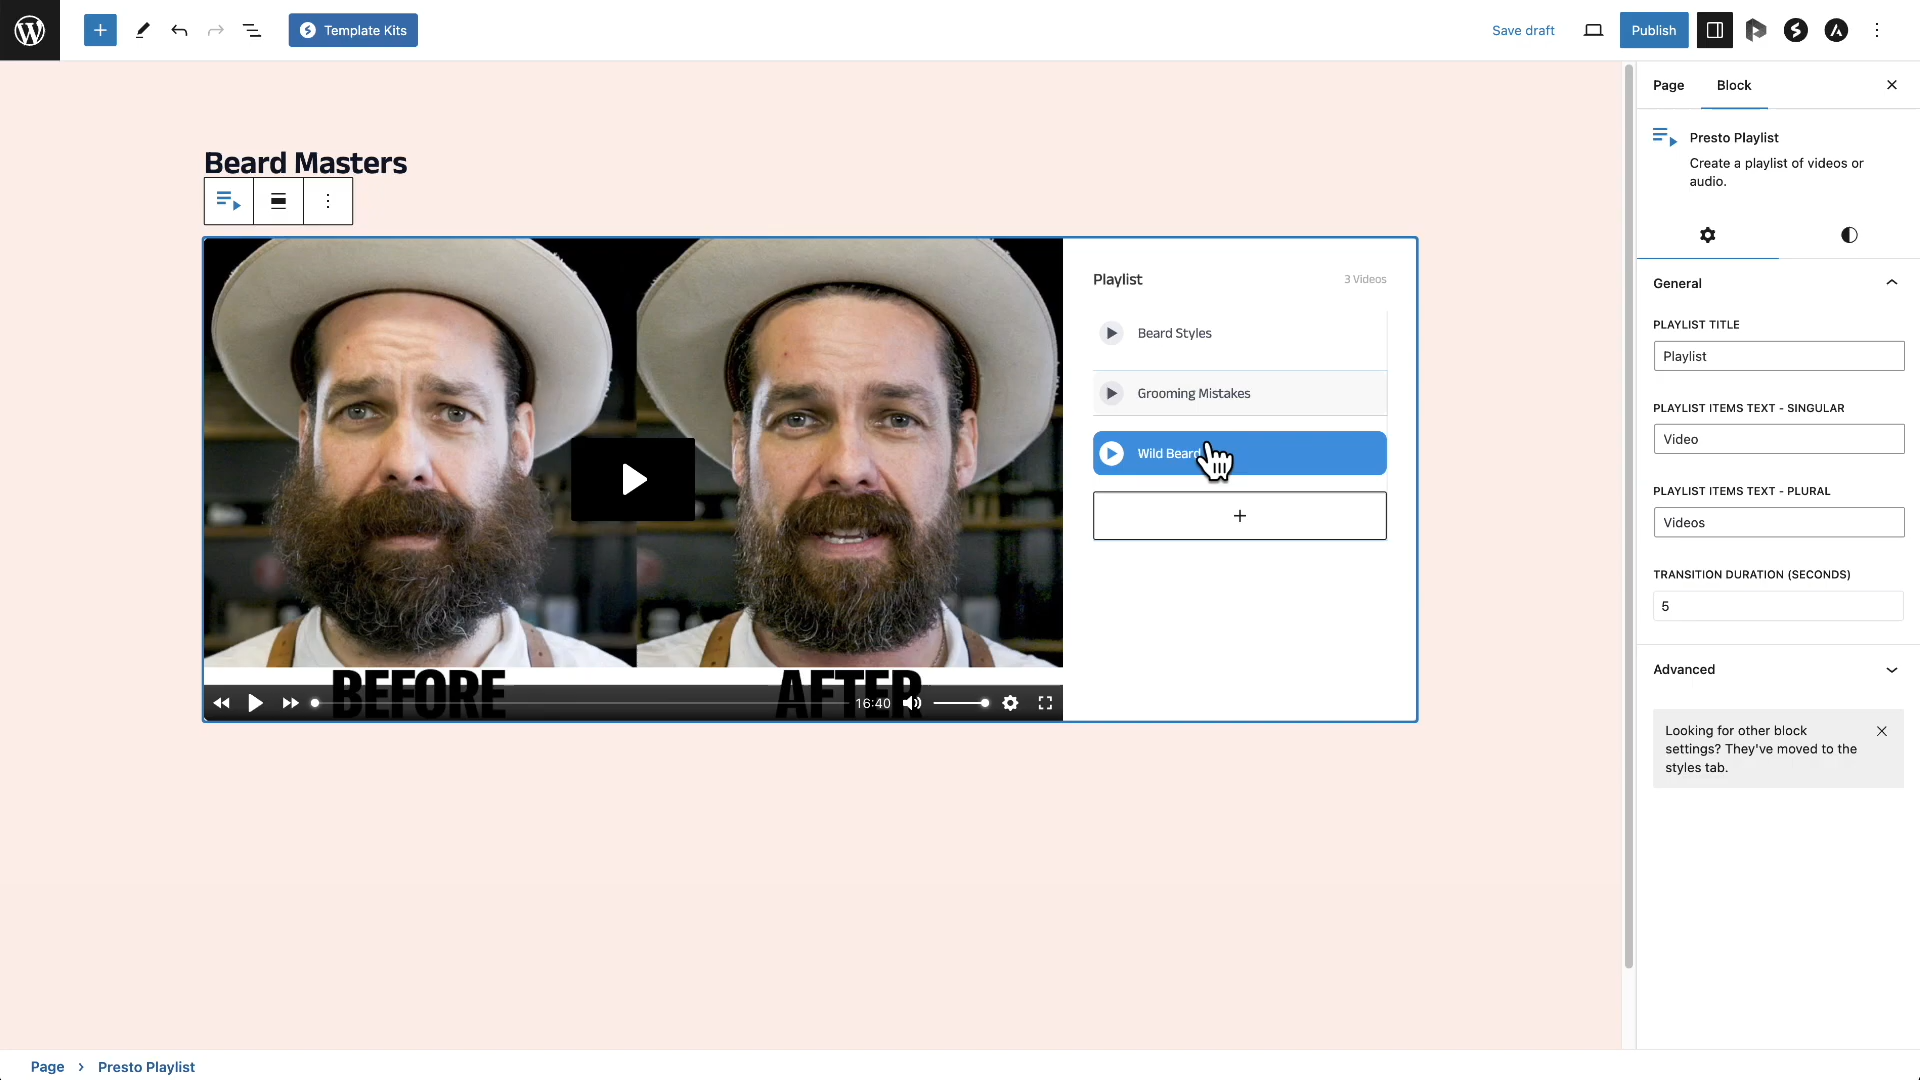 Template Kits
Save draft
Publish
Beard Masters
Playlist
3 Videos
Beard Styles
Grooming Mistakes
Wild Beard
BEFORE
AFTER
16:40
Page
Block
Presto Playlist
Create a playlist of videos or
audio.
General
PLAYLIST TITLE
Playlist
PLAYLIST ITEMS TEXT - SINGULAR
Video
PLAYLIST ITEMS TEXT - PLURAL
Videos
TRANSITION DURATION (SECONDS)
5
Advanced
Looking for other block
settings? They've moved to the
styles tab.
Page › Presto Playlist